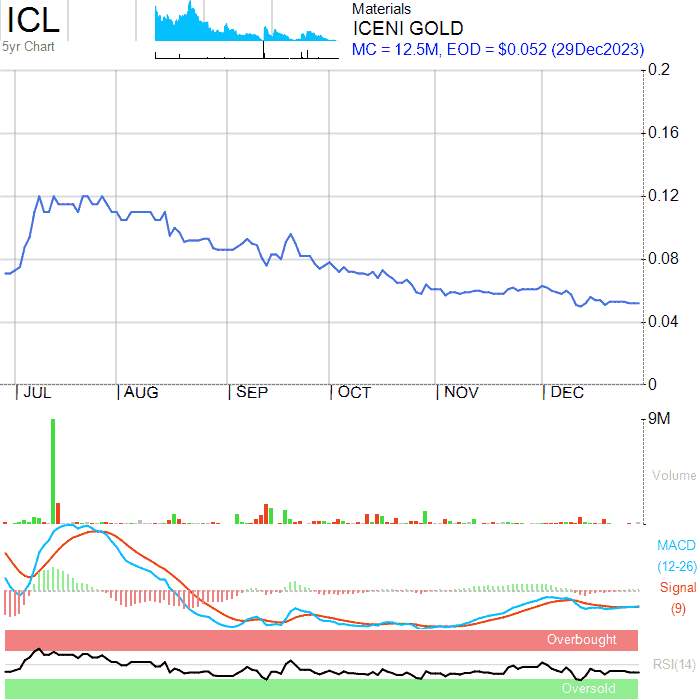 ICL
5yr Chart
Materials
ICENI GOLD
MC = 12.5M, EOD = $0.052 (29Dec2023)
0.2
0.16
0.12
0.08
0.04
0
JUL AUG SEP OCT NOV DEC
9M
Volume
MACD
(12-26)
Signal
(9)
Overbought
RSI(14)
Oversold